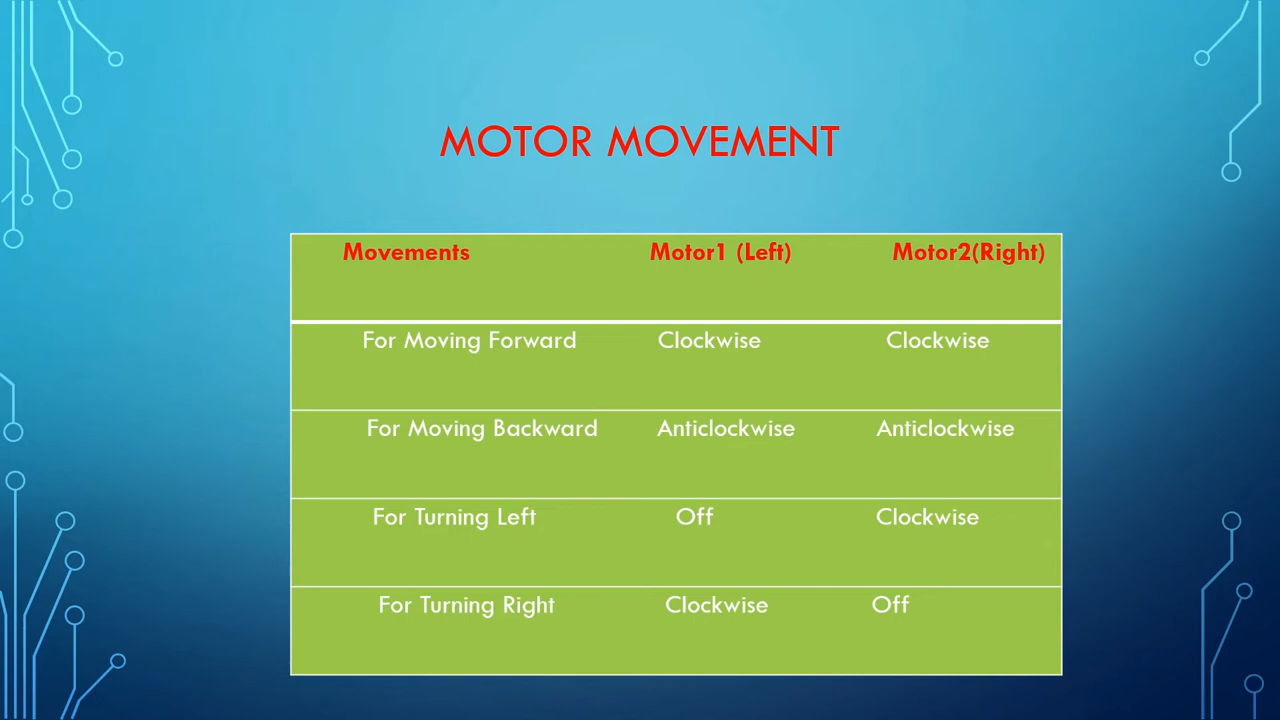 MOTOR MOVEMENT
Movements Motor1 (Left) Motor2(Right)
For Moving Forward Clockwise Clockwise
For Moving Backward Anticlockwise Anticlockwise
For Turning Left Off Clockwise
For Turning Right Clockwise Off